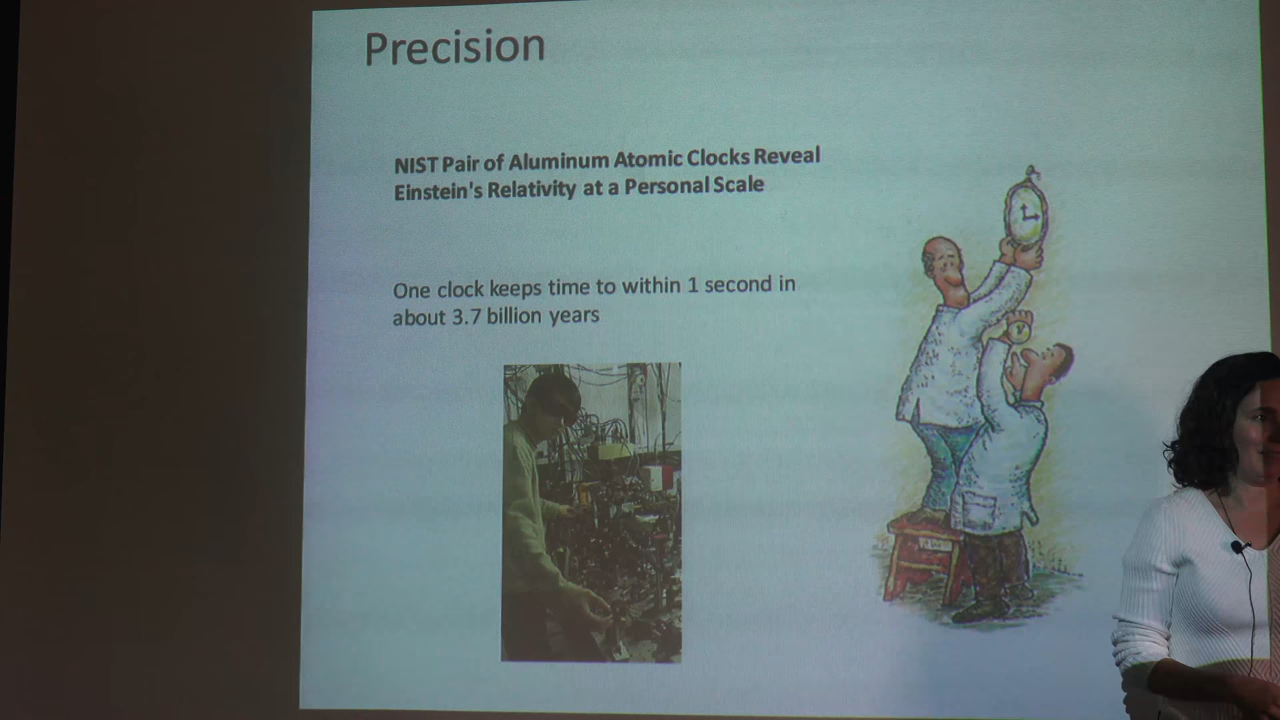 Precision
NIST Pair of Aluminum Atomic Clocks Reveal
Einstein's Relativity at a Personal Scale
One clock keeps time to within 1 second in
about 3.7 billion years